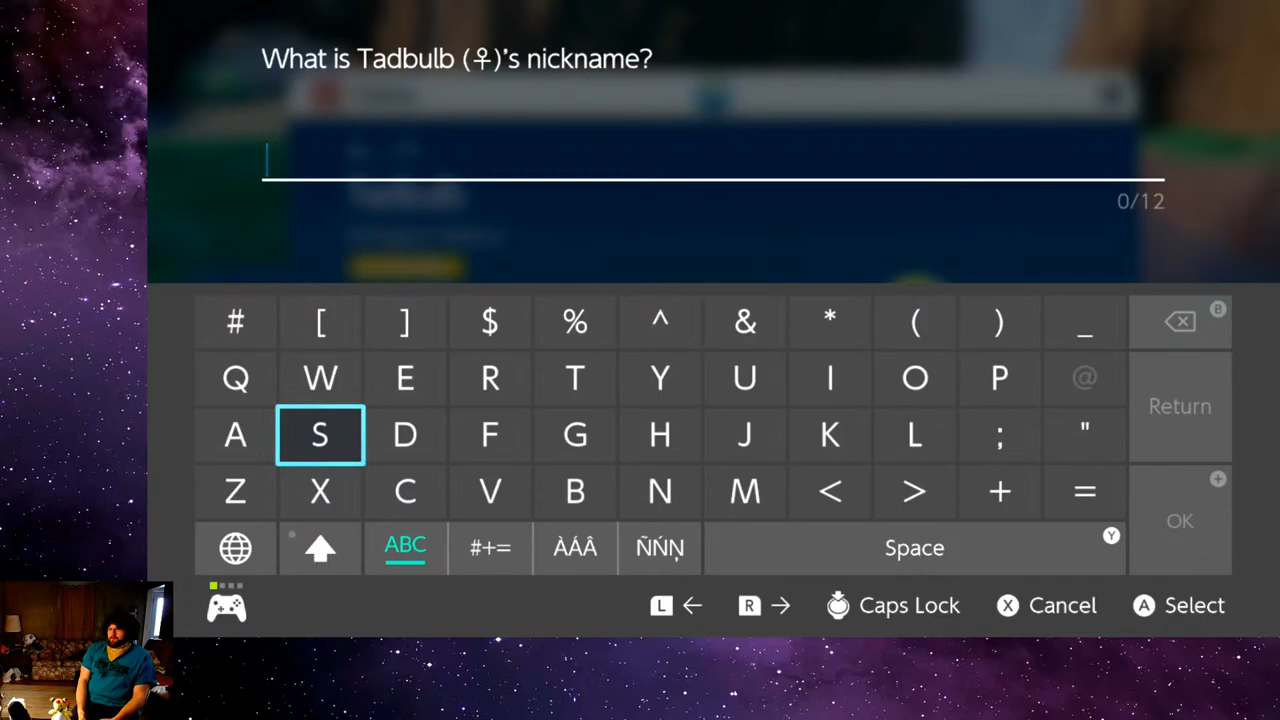 What is Tadbulb (♀)'s nickname?
0/12
# [ ] $ % ^ & * ( ) _
Q W E R T Y U I O P @
Return
A S D F G H J K L ; "
Z X C V B N M < > + =
OK
ABC #+= ÀÁÂ ÑŃŅ Space
L ← R → Caps Lock X Cancel A Select